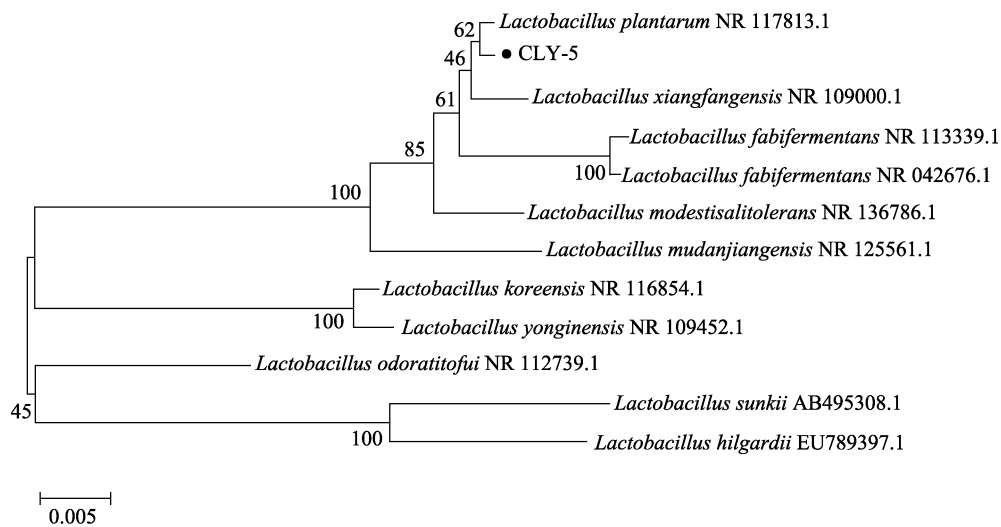 Lactobacillus plantarum NR 117813.1
62
● CLY-5
46
Lactobacillus xiangfangensis NR 109000.1
61
Lactobacillus fabifermentans NR 113339.1
85
100
Lactobacillus fabifermentans NR 042676.1
100
Lactobacillus modestisalitolerans NR 136786.1
Lactobacillus mudanjiangensis NR 125561.1
Lactobacillus koreensis NR 116854.1
100
Lactobacillus yonginensis NR 109452.1
Lactobacillus odoratitofui NR 112739.1
45
Lactobacillus sunkii AB495308.1
100
Lactobacillus hilgardii EU789397.1
0.005